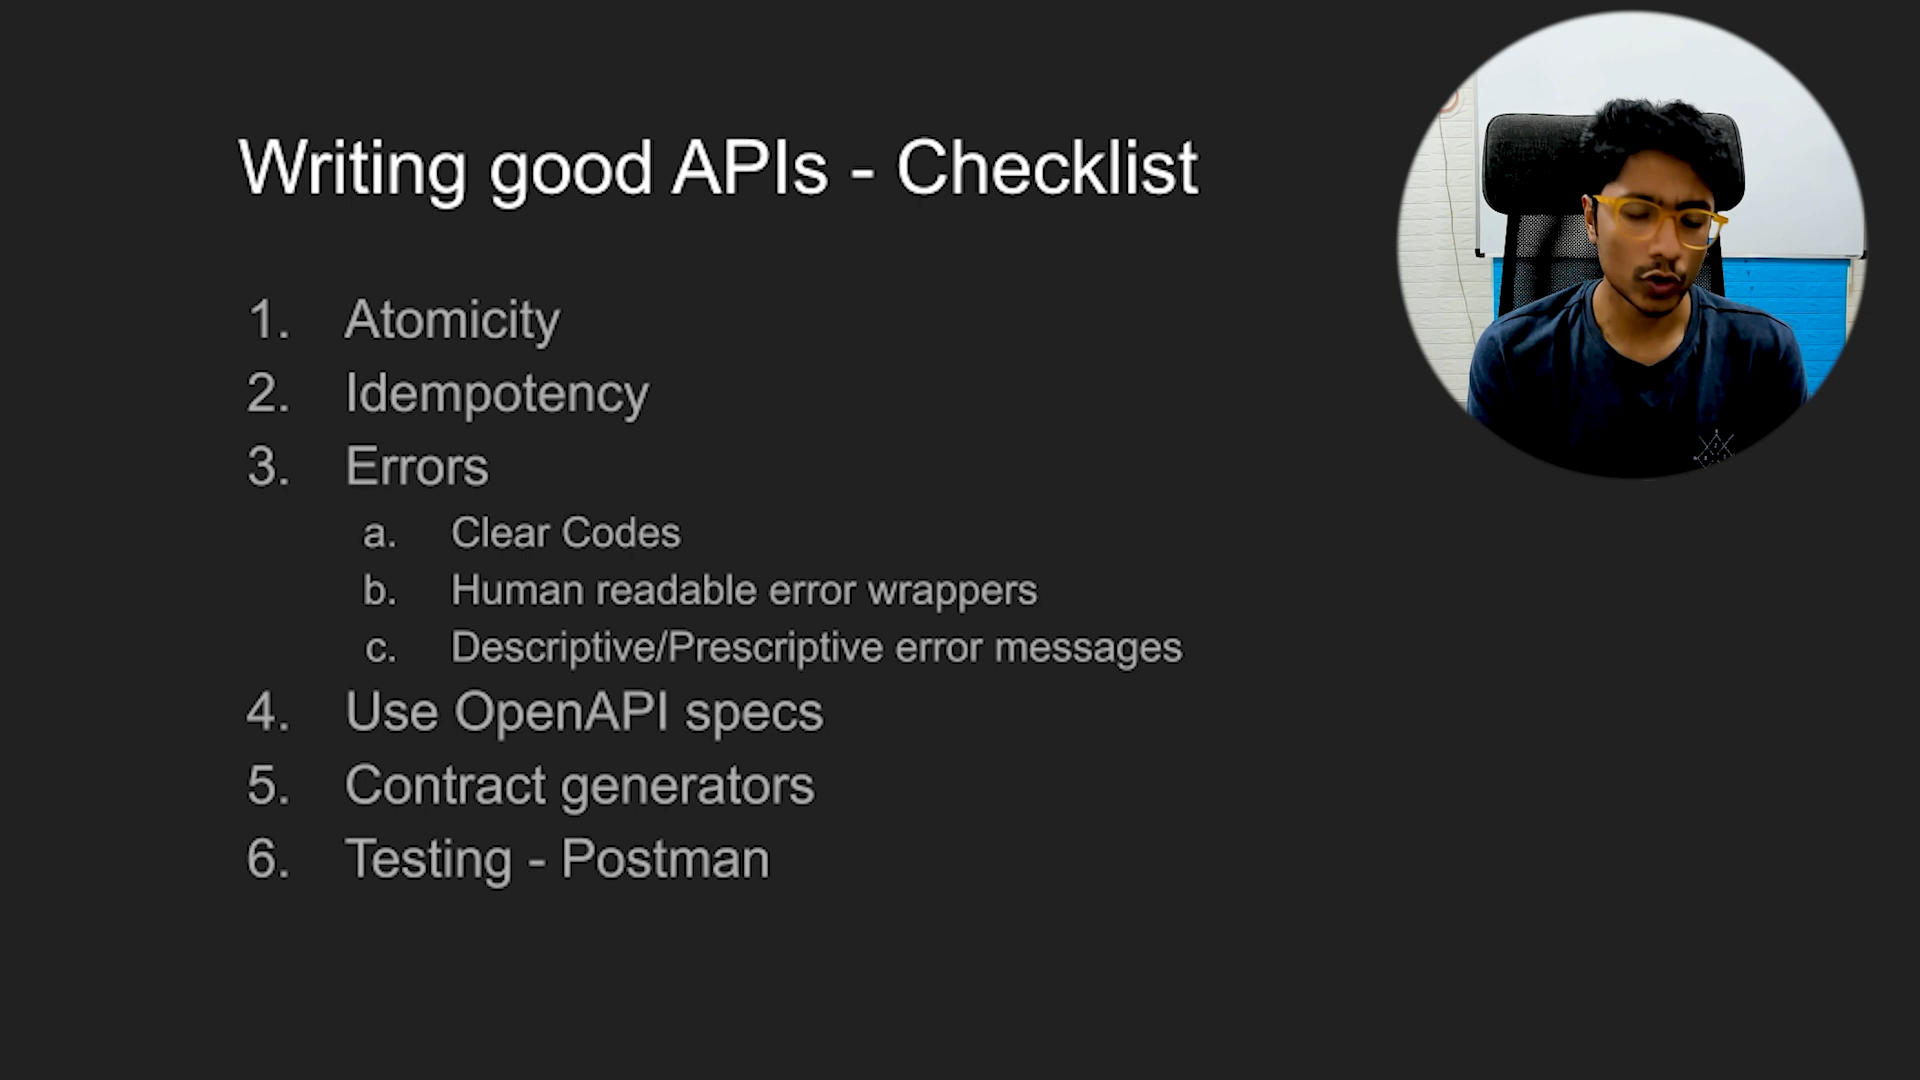 Writing good APIs - Checklist
1. Atomicity
2. Idempotency
3. Errors
a. Clear Codes
b. Human readable error wrappers
c. Descriptive/Prescriptive error messages
4. Use OpenAPI specs
5. Contract generators
6. Testing - Postman